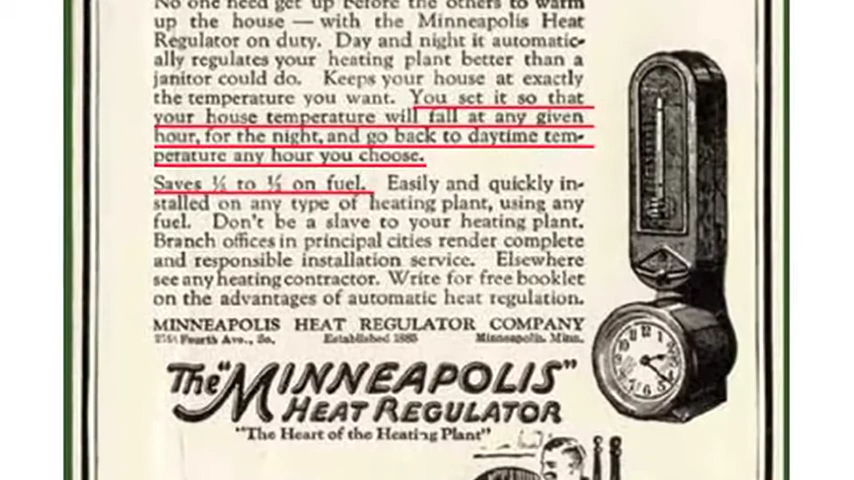 No one need get up before the others to warm
up the house — with the Minneapolis Heat
Regulator on duty. Day and night it automatic-
ally regulates your heating plant better than a
janitor could do. Keeps your house at exactly
the temperature you want. You set it so that
your house temperature will fall at any given
hour, for the night, and go back to daytime tem-
perature any hour you choose.
Saves to on fuel. Easily and quickly in-
stalled on any type of heating plant, using any
fuel. Don't be a slave to your heating plant.
Branch offices in principal cities render complete
and responsible installation service. Elsewhere
see any heating contractor. Write for free booklet
on the advantages of automatic heat regulation.
MINNEAPOLIS HEAT REGULATOR COMPANY
Fourth Ave., So. Established 1885 Minneapolis, Minn.
The "MINNEAPOLIS"
HEAT REGULATOR
"The Heart of the Heating Plant"